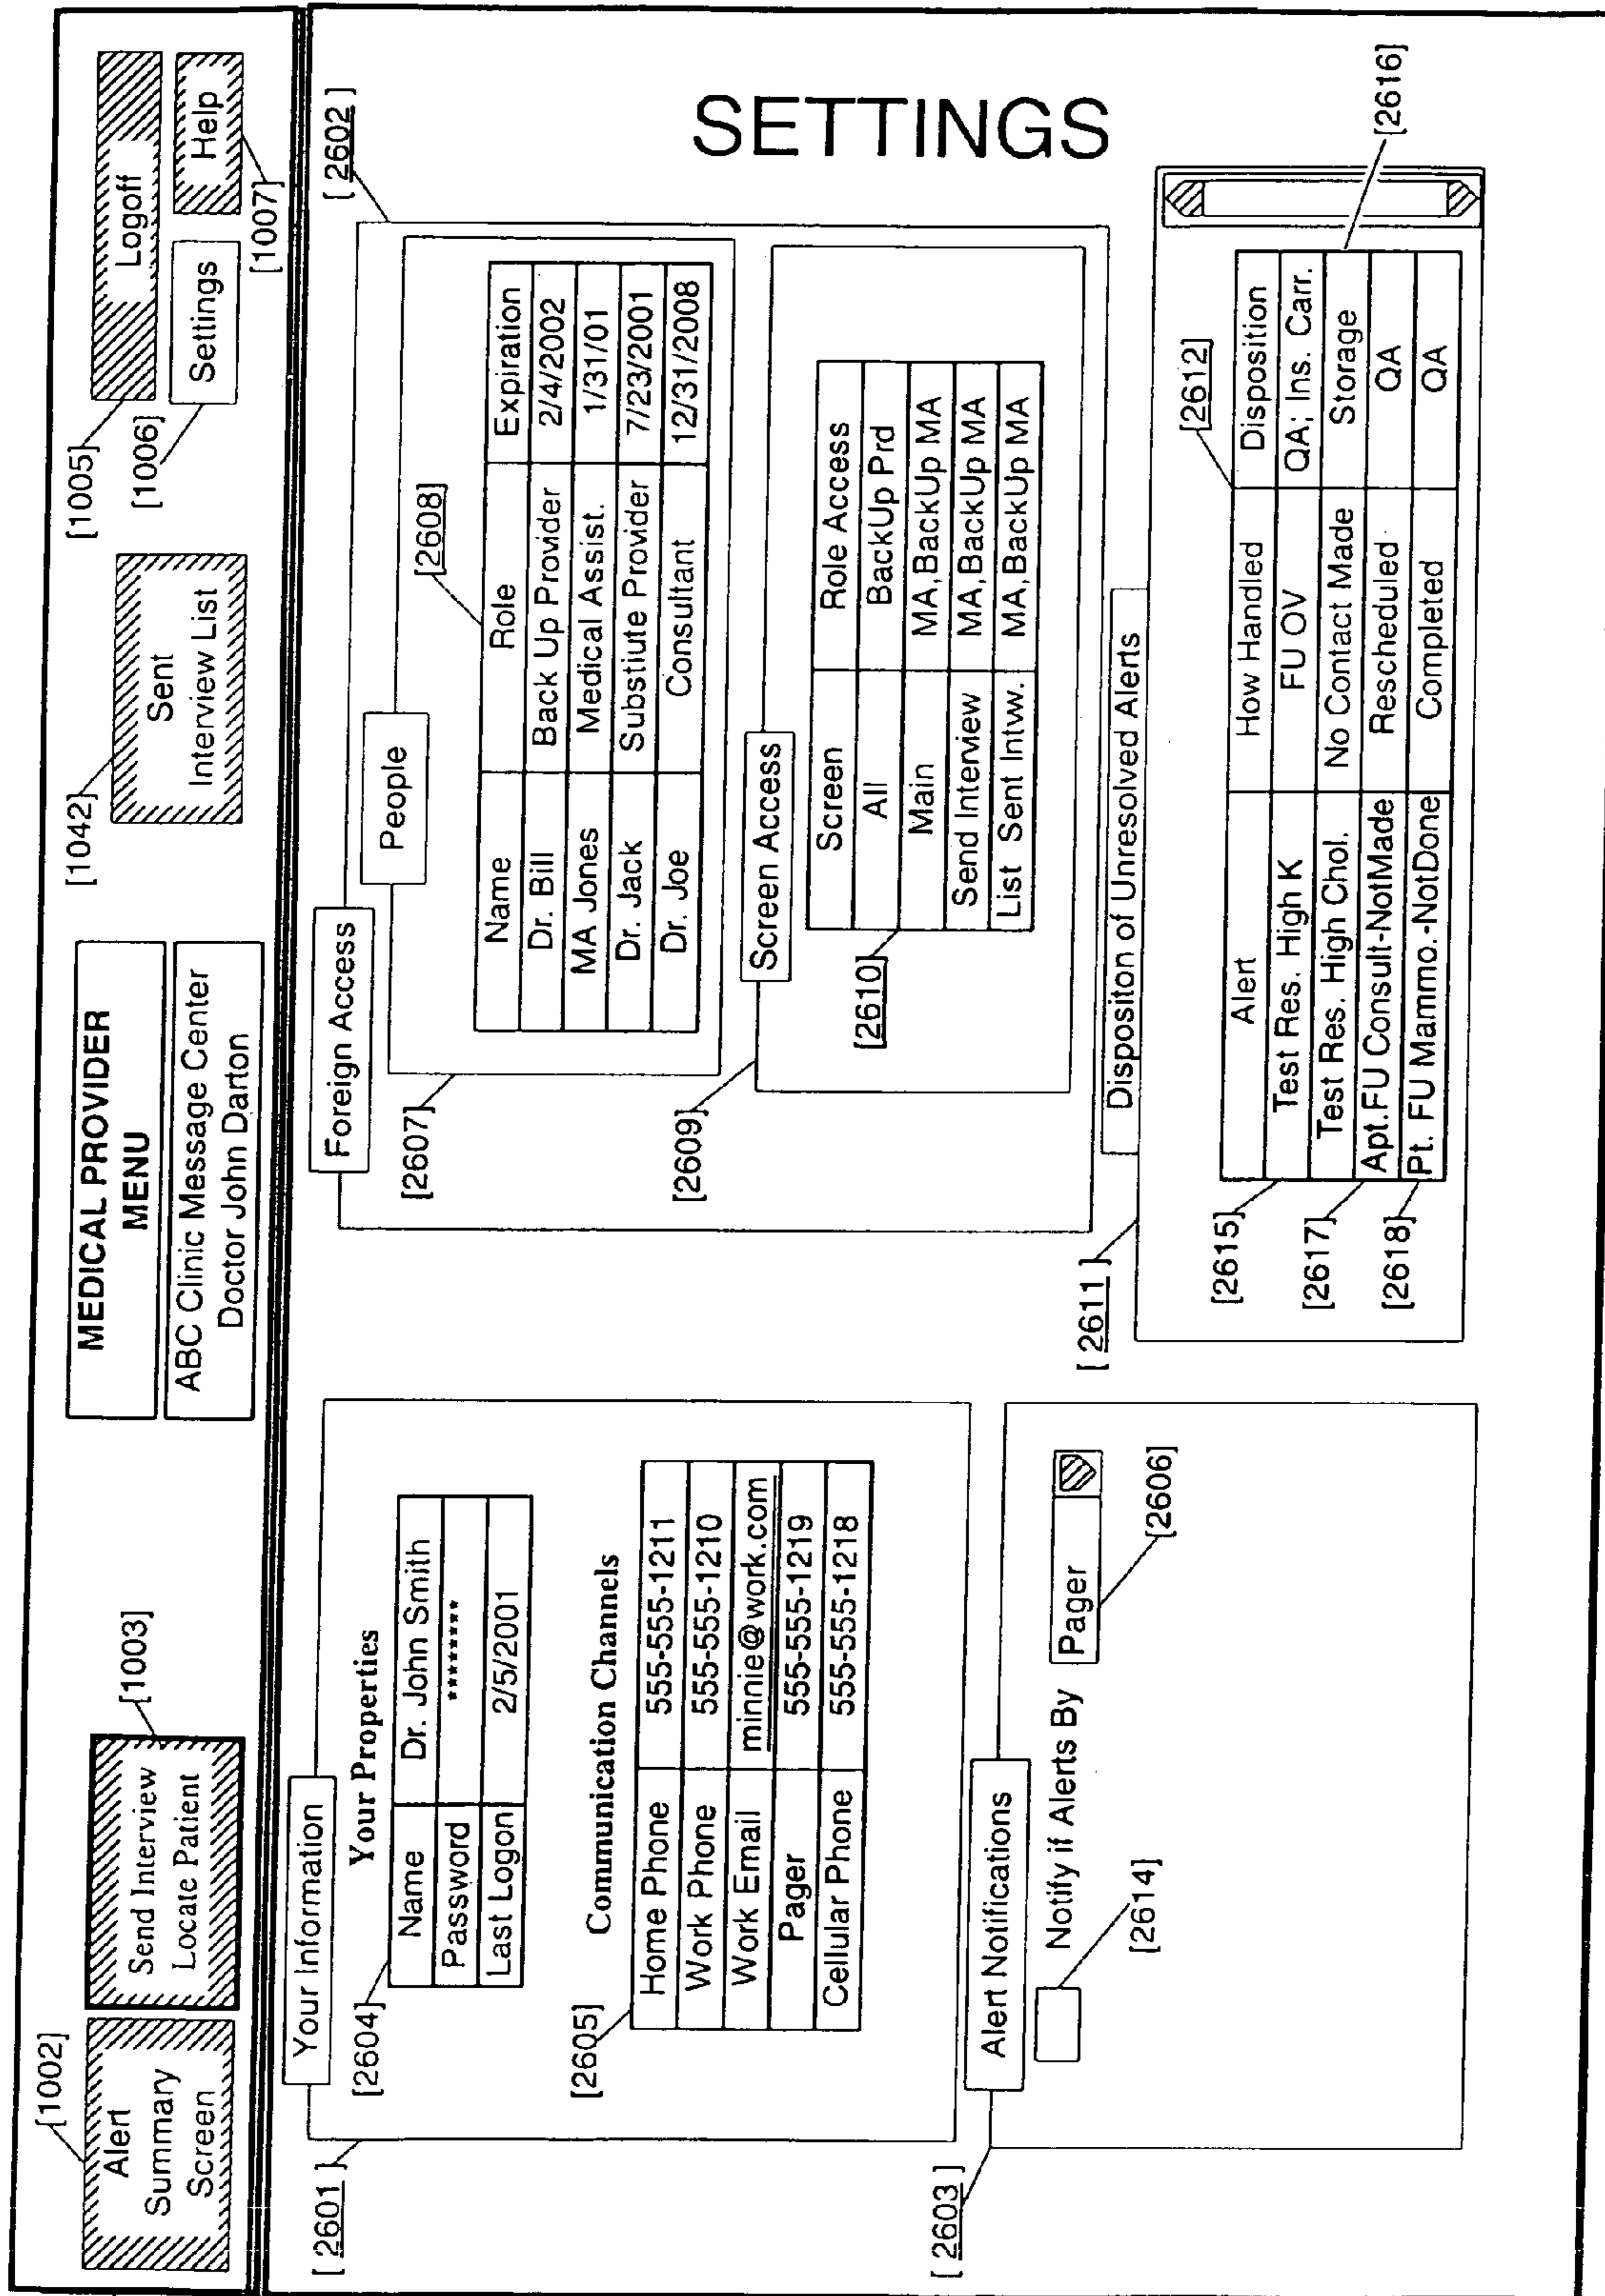 [1002]
Alert
Summary
Screen
Send Interview
Locate Patient
[1003]
MEDICAL PROVIDER
MENU
ABC Clinic Message Center
Doctor John Darton
[1042]
Sent
Interview List
[1005]
Logoff
[1006]
Settings
Help
[1007]
[2601]
Your Information
Your Properties
[2604]
Name Dr. John Smith
Password *******
Last Logon 2/5/2001
Communication Channels
[2605]
Home Phone 555-555-1211
Work Phone 555-555-1210
Work Email minnie@work.com
Pager 555-555-1219
Cellular Phone 555-555-1218
[2603]
Alert Notifications
Notify if Alerts By Pager
[2614]
[2606]
[2602]
Foreign Access
[2607]
People
[2608]
Name Role Expiration
Dr. Bill Back Up Provider 2/4/2002
MA Jones Medical Assist. 1/31/01
Dr. Jack Substiute Provider 7/23/2001
Dr. Joe Consultant 12/31/2008
[2609]
Screen Access
[2610]
Screen Role Access
All BackUp Prd
Main MA,BackUp MA
Send Interview MA,BackUp MA
List Sent Intvw. MA,BackUp MA
[2611]
Dispositon of Unresolved Alerts
[2612]
Alert How Handled Disposition
[2615]
Test Res. High K FU OV QA; Ins. Carr.
Test Res. High Chol. No Contact Made Storage
[2616]
[2617]
Apt.FU Consult-NotMade Rescheduled QA
[2618]
Pt. FU Mammo.-NotDone Completed QA
SETTINGS